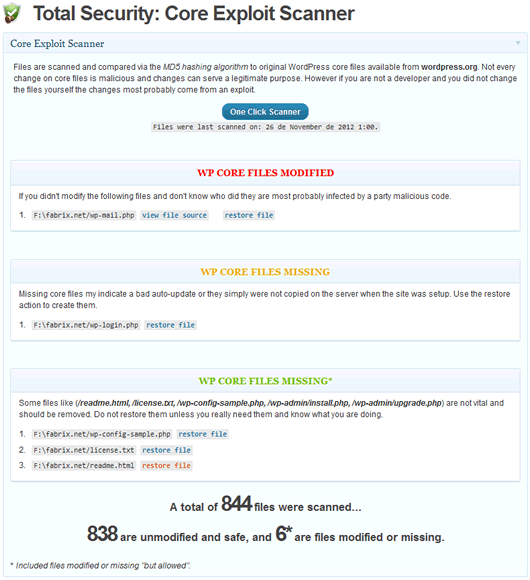 Total Security: Core Exploit Scanner
Core Exploit Scanner
Files are scanned and compared via the MD5 hashing algorithm to original WordPress core files available from wordpress.org. Not every
change on core files is malicious and changes can serve a legitimate purpose. However if you are not a developer and you did not change
the files yourself the changes most probably come from an exploit.
One Click Scanner
Files were last scanned on: 26 de November de 2012 1:00.
WP CORE FILES MODIFIED
If you didn't modify the following files and don't know who did they are most probably infected by a party malicious code.
1. F:\fabrix.net/wp-mail.php view file source restore file
WP CORE FILES MISSING
Missing core files my indicate a bad auto-update or they simply were not copied on the server when the site was setup. Use the restore
action to create them.
1. F:\fabrix.net/wp-login.php restore file
WP CORE FILES MISSING*
Some files like (/readme.html, /license.txt, /wp-config-sample.php, /wp-admin/install.php, /wp-admin/upgrade.php) are not vital and
should be removed. Do not restore them unless you really need them and know what you are doing.
1. F:\fabrix.net/wp-config-sample.php restore file
2. F:\fabrix.net/license.txt restore file
3. F:\fabrix.net/readme.html restore file
A total of 844 files were scanned...
838 are unmodified and safe, and 6* are files modified or missing.
* Included files modified or missing "but allowed".